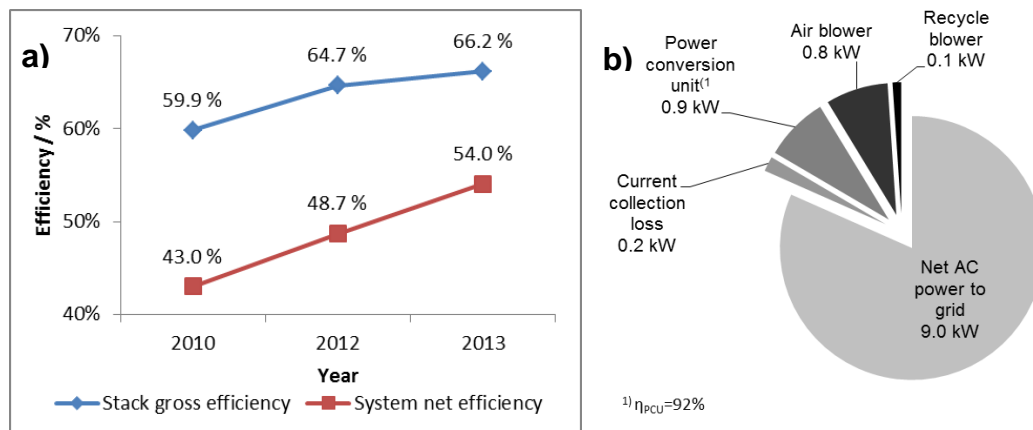 a)
70%
60%
50%
40%
Efficiency / %
59.9 %
64.7 %
66.2 %
43.0 %
48.7 %
54.0 %
2010
2012
2013
Year
Stack gross efficiency
System net efficiency
b)
Power
conversion
unit⁽¹
0.9 kW
Air blower
0.8 kW
Recycle
blower
0.1 kW
Current
collection
loss
0.2 kW
Net AC
power to
grid
9.0 kW
¹⁾ ηPCU=92%